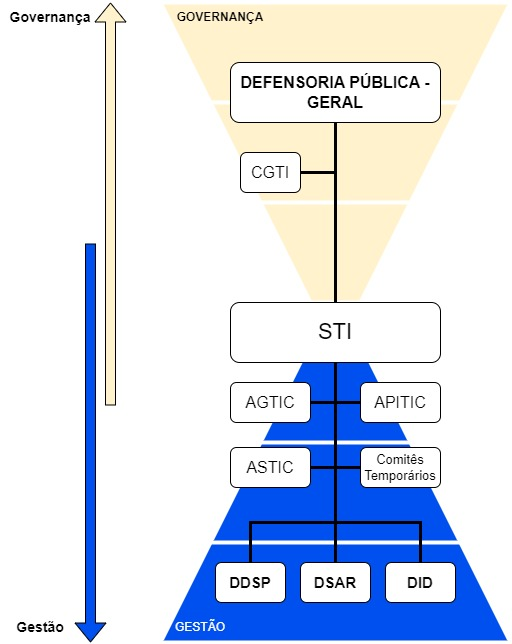 Governança
GOVERNANÇA
DEFENSORIA PÚBLICA -
GERAL
CGTI
STI
AGTIC
APITIC
ASTIC
Comitês
Temporários
DDSP
DSAR
DID
Gestão
GESTÃO